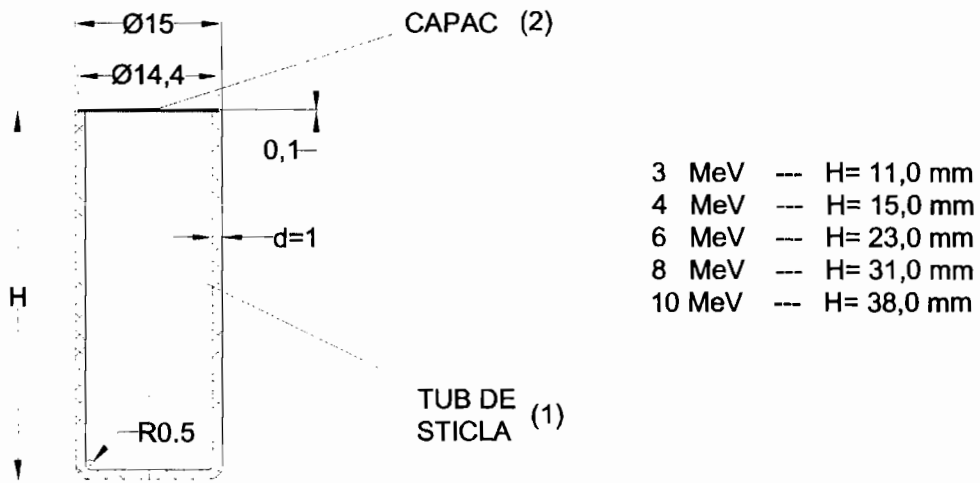 Ø15
CAPAC (2)
Ø14,4
0,1
3 MeV --- H= 11,0 mm
4 MeV --- H= 15,0 mm
6 MeV --- H= 23,0 mm
8 MeV --- H= 31,0 mm
10 MeV --- H= 38,0 mm
d=1
H
TUB DE
STICLA (1)
R0.5